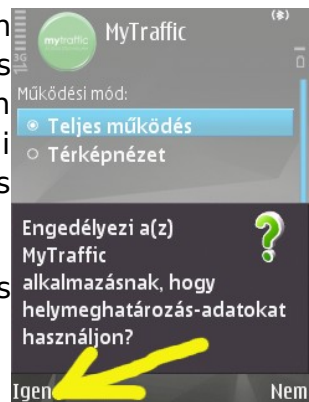 n
s
n
i
s
s
3G
mytraffic
MyTraffic
Működési mód:
Teljes működés
Térképnézet
Engedélyezi a(z)
MyTraffic
alkalmazásnak, hogy
helymeghatározás-adatokat
használjon?
Igen
Nem